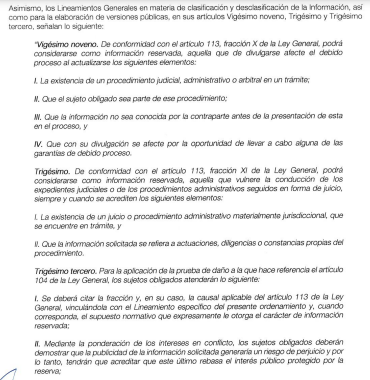 Asimismo, los Lineamientos Generales en materia de clasificación y desclasificación de la Información, así
como para la elaboración de versiones públicas, en sus artículos Vigésimo noveno, Trigésimo y Trigésimo
tercero, señalan lo siguiente:
"Vigésimo noveno. De conformidad con el artículo 113, fracción X de la Ley General, podrá
considerarse como información reservada, aquella que de divulgarse afecte el debido
proceso al actualizarse los siguientes elementos:
I. La existencia de un procedimiento judicial, administrativo o arbitral en un trámite;
II. Que el sujeto obligado sea parte de ese procedimiento;
III. Que la información no sea conocida por la contraparte antes de la presentación de esta
en el proceso, y
IV. Que con su divulgación se afecte por la oportunidad de llevar a cabo alguna de las
garantías de debido proceso.
Trigésimo. De conformidad con el artículo 113, fracción XI de la Ley General, podrá
considerarse como información reservada, aquella que vulnere la conducción de los
expedientes judiciales o de los procedimientos administrativos seguidos en forma de juicio,
siempre y cuando se acrediten los siguientes elementos:
I. La existencia de un juicio o procedimiento administrativo materialmente jurisdiccional, que
se encuentre en trámite, y
II. Que la información solicitada se refiera a actuaciones, diligencias o constancias propias del
procedimiento.
Trigésimo tercero. Para la aplicación de la prueba de daño a la que hace referencia el artículo
104 de la Ley General, los sujetos obligados atenderán lo siguiente:
I. Se deberá citar la fracción y, en su caso, la causal aplicable del artículo 113 de la Ley
General, vinculándola con el Lineamiento específico del presente ordenamiento y, cuando
corresponda, el supuesto normativo que expresamente le otorga el carácter de información
reservada;
II. Mediante la ponderación de los intereses en conflicto, los sujetos obligados deberán
demostrar que la publicidad de la información solicitada generaría un riesgo de perjuicio y por
lo tanto, tendrán que acreditar que este último rebasa el interés público protegido por la
reserva;